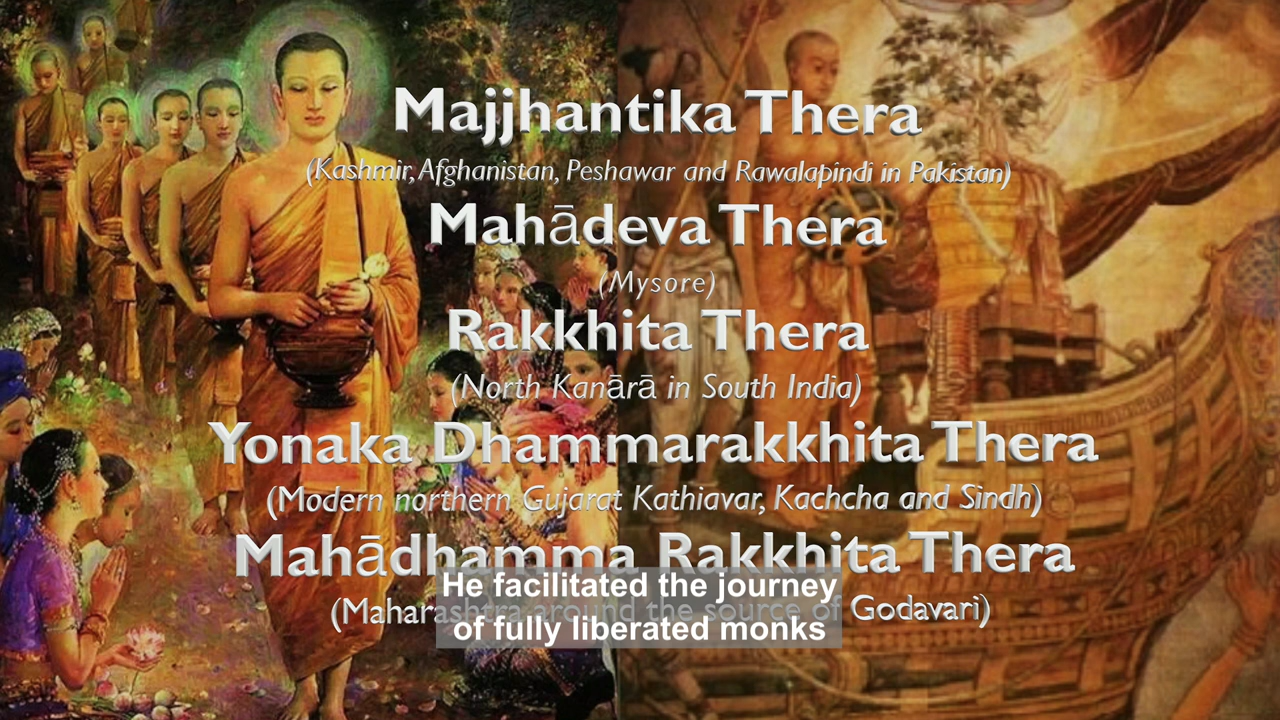 Majjhantika Thera
(Kashmir, Afghanistan, Peshawar and Rawalapindi in Pakistan)
Mahādeva Thera
(Mysore)
Rakkhita Thera
(North Kanārā in South India)
Yonaka Dhammarakkhita Thera
(Modern northern Gujarat Kathiavar, Kachcha and Sindh)
Mahādhamma Rakkhita Thera
(Maharashtra around the source of Godavari)
He facilitated the journey
of fully liberated monks